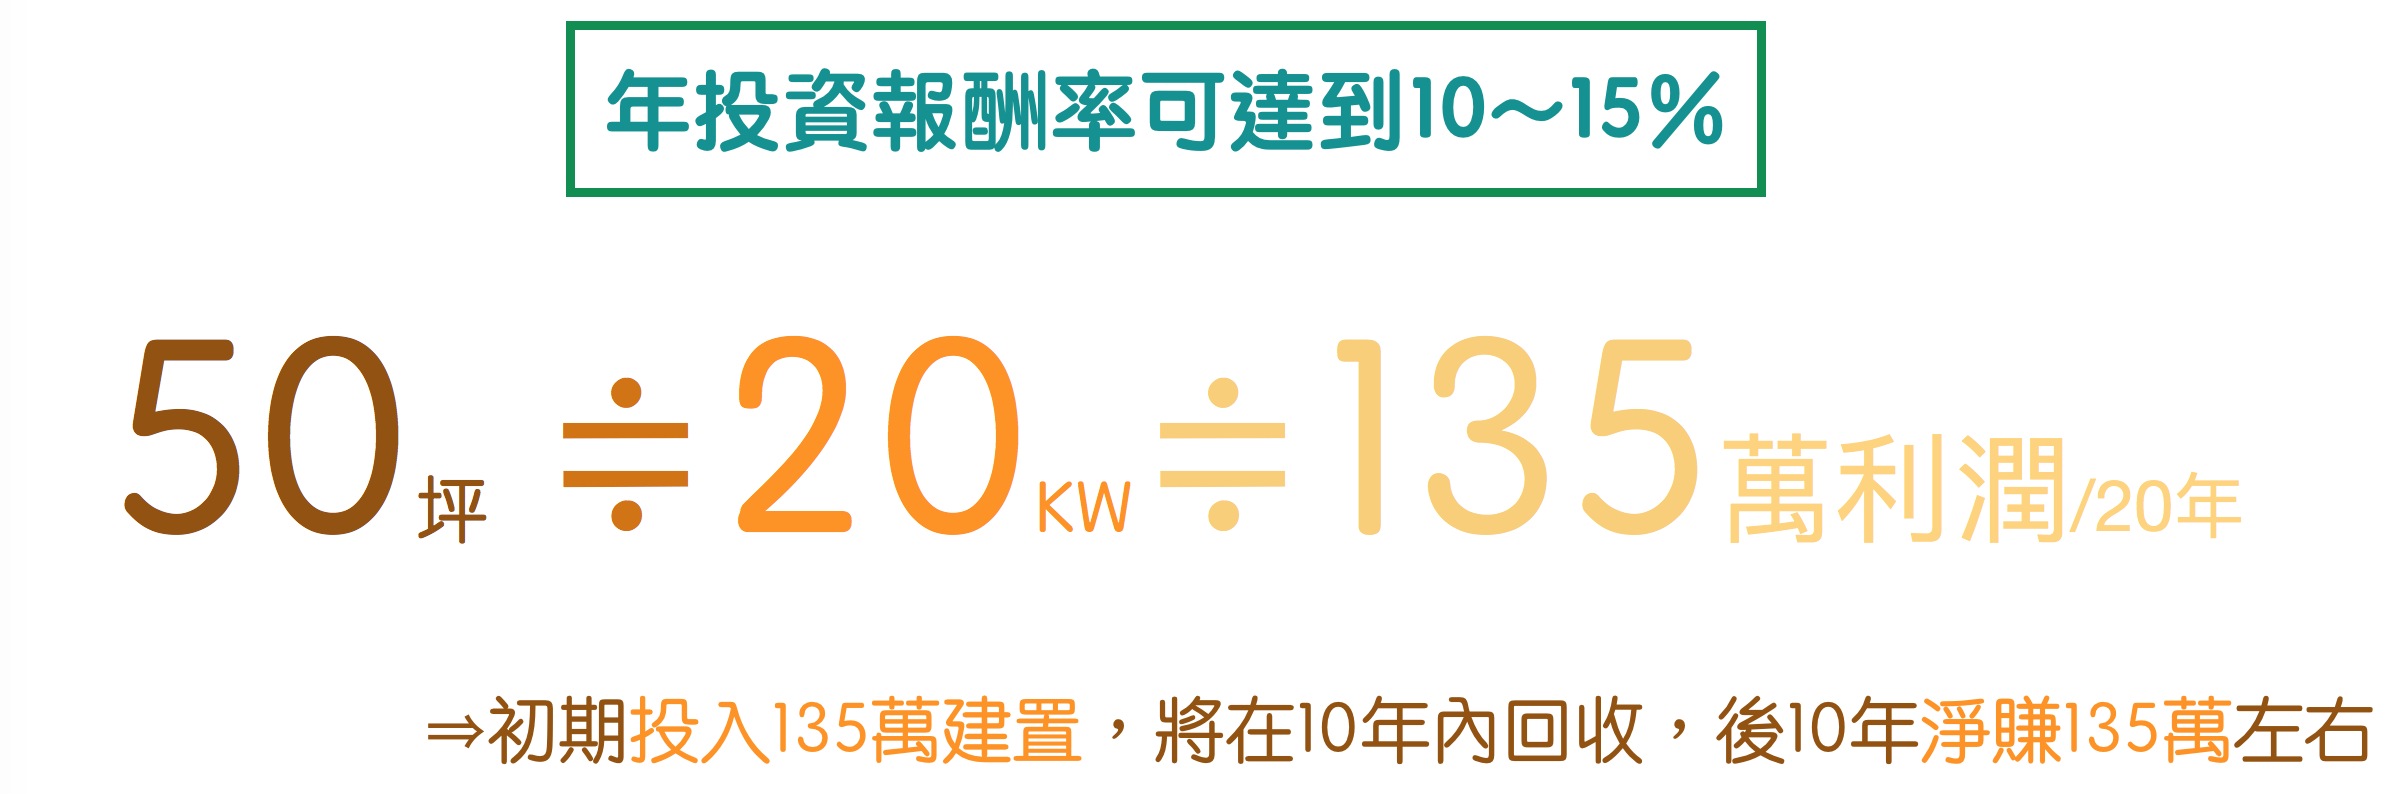 年投資報酬率可達到10～15%
50坪 ≑ 20KW ≑ 135萬利潤/20年
⇒初期投入135萬建置，將在10年內回收，後10年淨賺135萬左右